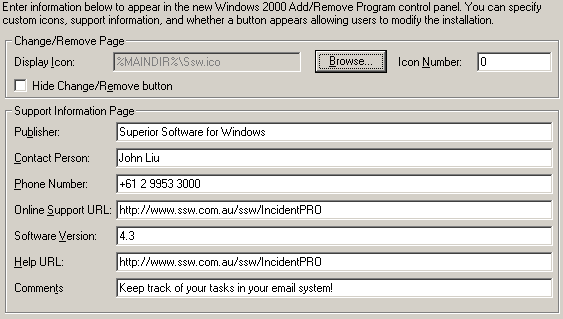 Enter information below to appear in the new Windows 2000 Add/Remove Program control panel. You can specify
custom icons, support information, and whether a button appears allowing users to modify the installation.
Change/Remove Page
Display Icon: %MAINDIR%\Ssw.ico Browse... Icon Number: 0
Hide Change/Remove button
Support Information Page
Publisher: Superior Software for Windows
Contact Person: John Liu
Phone Number: +61 2 9953 3000
Online Support URL: http://www.ssw.com.au/ssw/IncidentPRO
Software Version: 4.3
Help URL: http://www.ssw.com.au/ssw/IncidentPRO
Comments Keep track of your tasks in your email system!